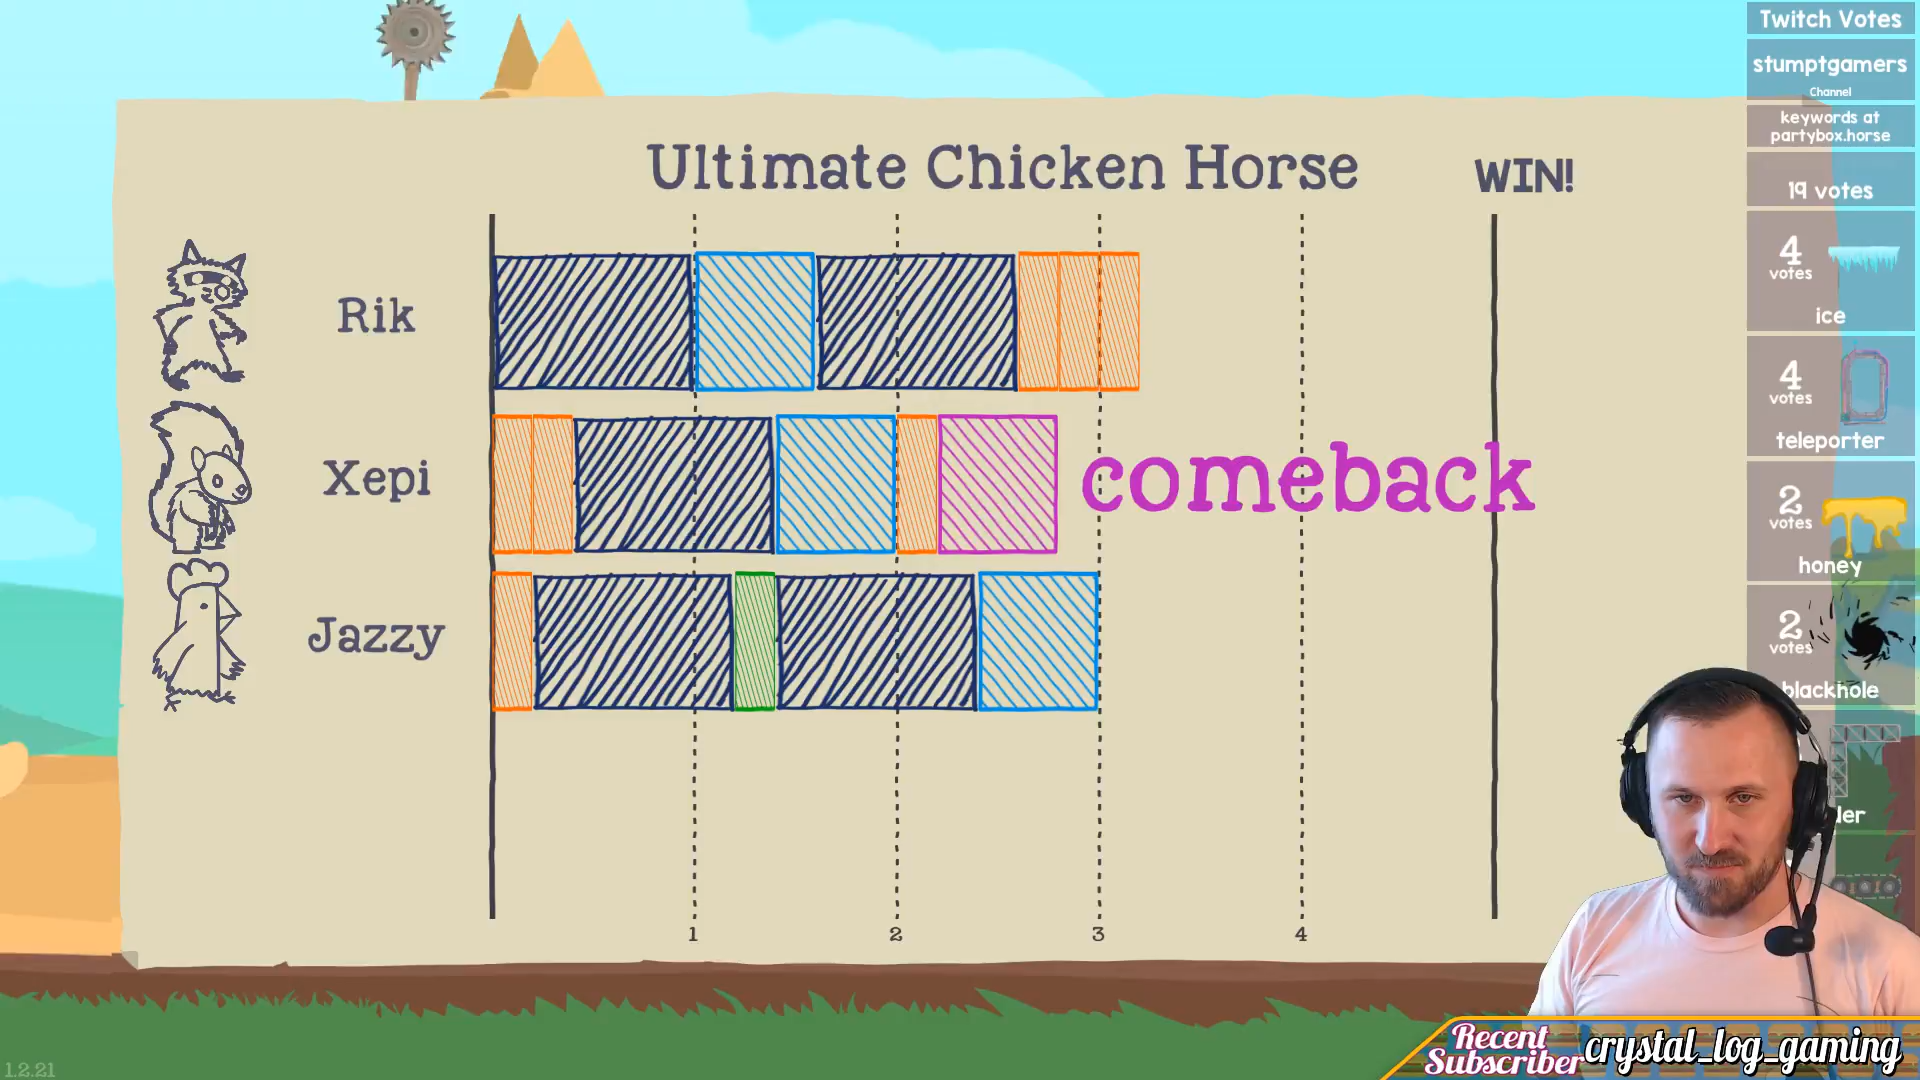 Ultimate Chicken Horse
WIN!
Rik
Xepi
comeback
Jazzy
1
2
3
4
Twitch Votes
stumptgamers
Channel
keywords at
partybox.horse
19 votes
4
votes
ice
4
votes
teleporter
2
votes
honey
2
votes
blackhole
Recent
Subscriber
crystal_log_gaming
1.2.21